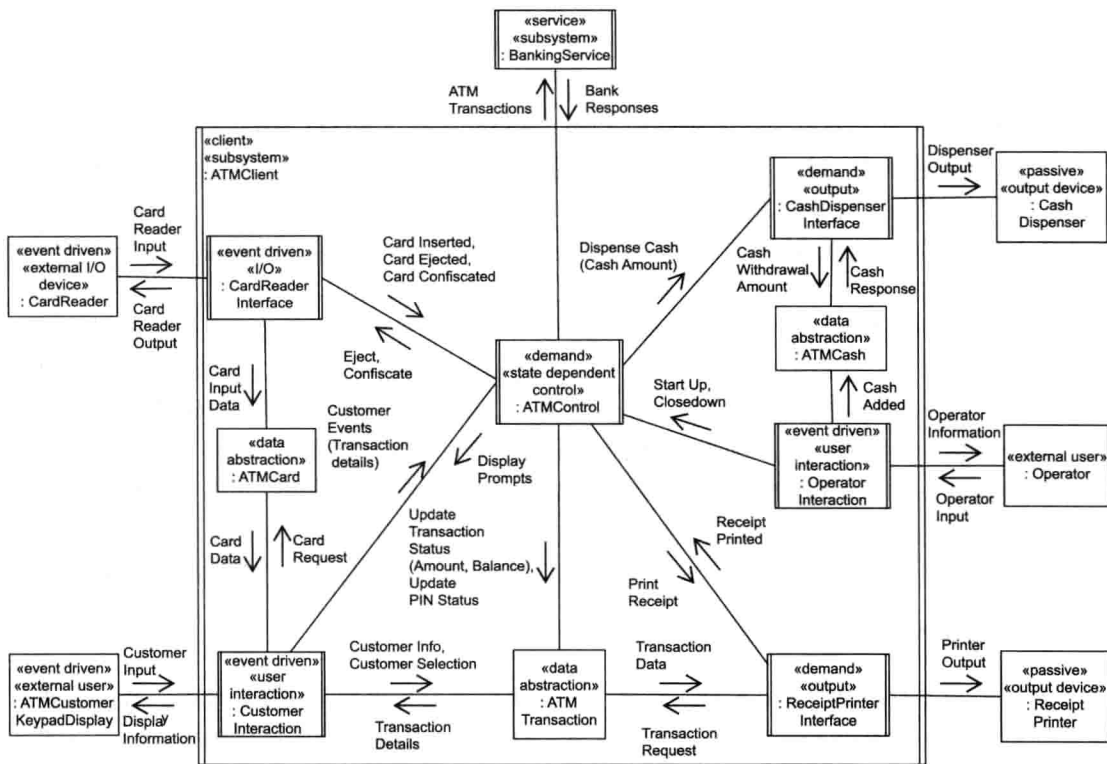 «service»
«subsystem»
: BankingService
ATM
Transactions
Bank
Responses
«client»
«subsystem»
: ATMClient
Dispenser
Output
«demand»
«output»
: CashDispenser
Interface
«passive»
«output device»
: Cash
Dispenser
Card
Reader
Input
«event driven»
«external I/O
device»
: CardReader
Card
Reader
Output
«event driven»
«I/O»
: CardReader
Interface
Card Inserted,
Card Ejected,
Card Confiscated
Eject,
Confiscate
Dispense Cash
(Cash Amount)
Cash
Withdrawal
Amount
Cash
Response
«data
abstraction»
: ATMCash
«demand»
«state dependent
control»
: ATMControl
Start Up,
Closedown
Cash
Added
Card
Input
Data
Customer
Events
(Transaction
details)
Display
Prompts
«data
abstraction»
: ATMCard
«event driven»
«user
interaction»
: Operator
Interaction
Operator
Information
«external user»
: Operator
Operator
Input
Card
Data
Card
Request
Update
Transaction
Status
(Amount, Balance),
Update
PIN Status
Receipt
Printed
Print
Receipt
Customer
Input
«event driven»
«external user»
: ATMCustomer
KeypadDisplay
Display
Information
«event driven»
«user
interaction»
: Customer
Interaction
Customer Info,
Customer Selection
Transaction
Details
«data
abstraction»
: ATM
Transaction
Transaction
Data
Transaction
Request
«demand»
«output»
: ReceiptPrinter
Interface
Printer
Output
«passive»
«output device»
: Receipt
Printer